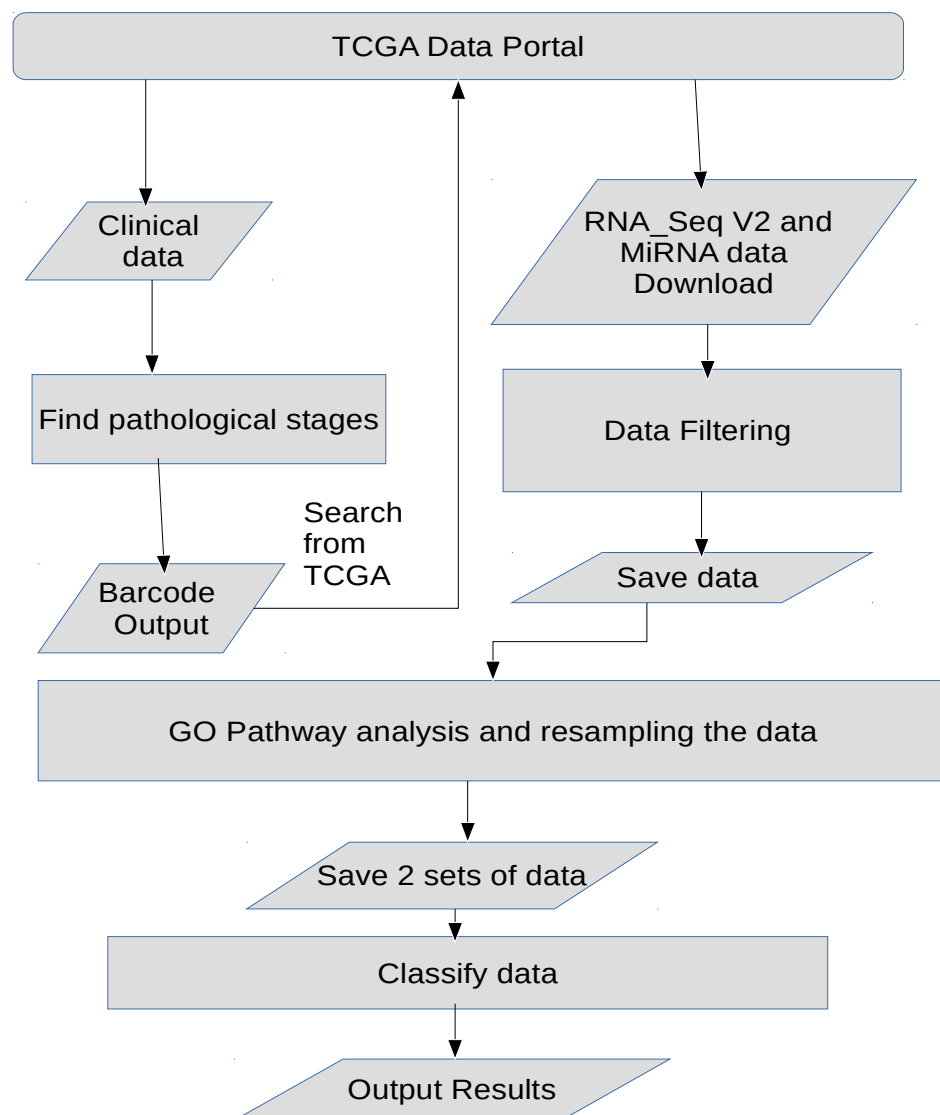 TCGA Data Portal
Clinical
data
Find pathological stages
Barcode
Output
Search
from
TCGA
RNA_Seq V2 and
MiRNA data
Download
Data Filtering
Save data
GO Pathway analysis and resampling the data
Save 2 sets of data
Classify data
Output Results